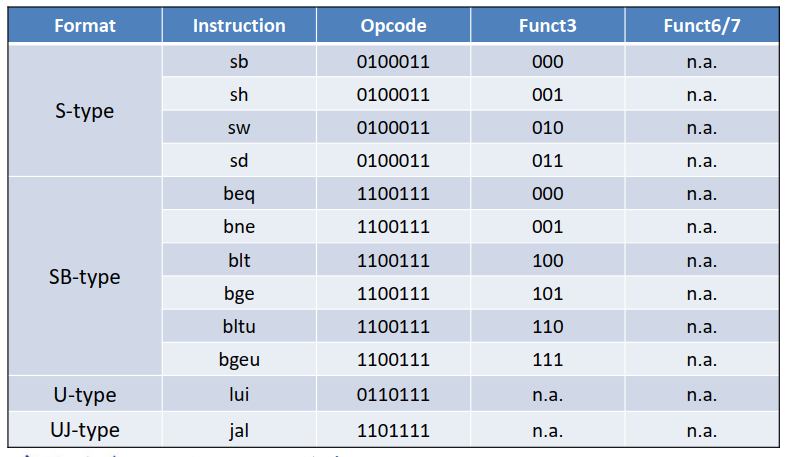 Format Instruction Opcode Funct3 Funct6/7
S-type
sb 0100011 000 n.a.
sh 0100011 001 n.a.
sw 0100011 010 n.a.
sd 0100011 011 n.a.
SB-type
beq 1100111 000 n.a.
bne 1100111 001 n.a.
blt 1100111 100 n.a.
bge 1100111 101 n.a.
bltu 1100111 110 n.a.
bgeu 1100111 111 n.a.
U-type lui 0110111 n.a. n.a.
UJ-type jal 1101111 n.a. n.a.